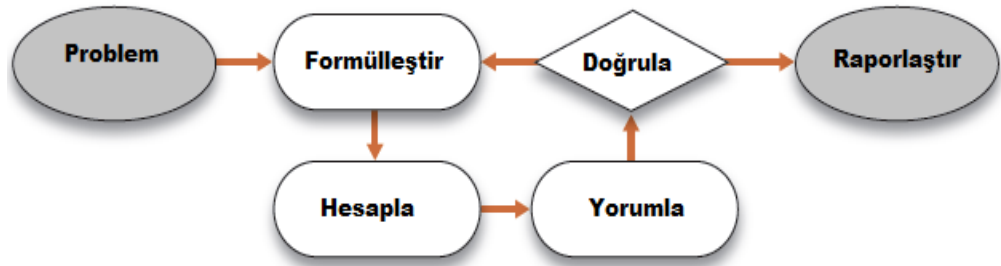 Problem
Formülleştir
Doğrula
Raporlaştır
Hesapla
Yorumla